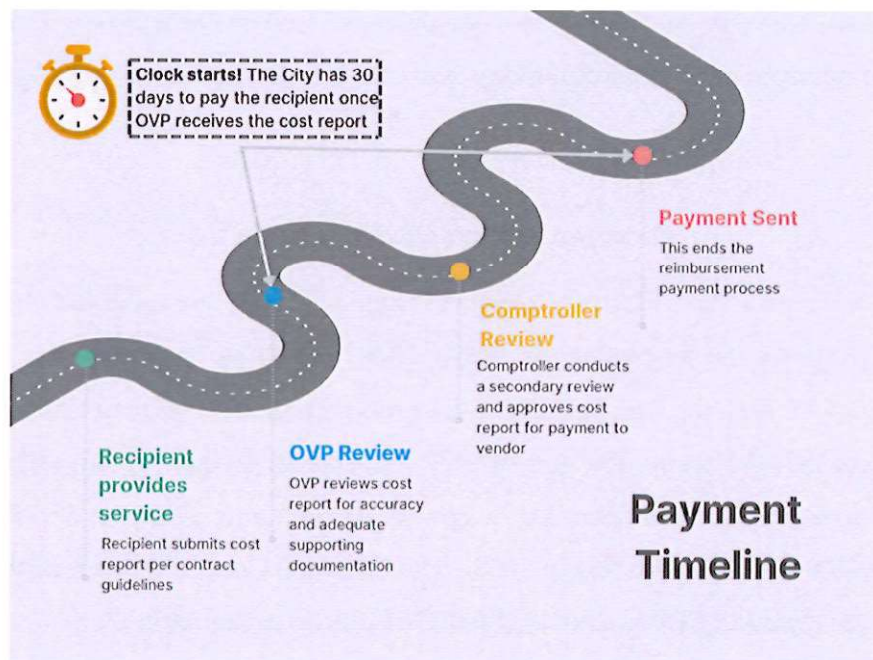 Clock starts! The City has 30
days to pay the recipient once
OVP receives the cost report
Payment Sent
This ends the
reimbursement
payment process
Comptroller
Review
Comptroller conducts
a secondary review
and approves cost
report for payment to
vendor
OVP Review
OVP reviews cost
report for accuracy
and adequate
supporting
documentation
Recipient
provides
service
Recipient submits cost
report per contract
guidelines
Payment
Timeline